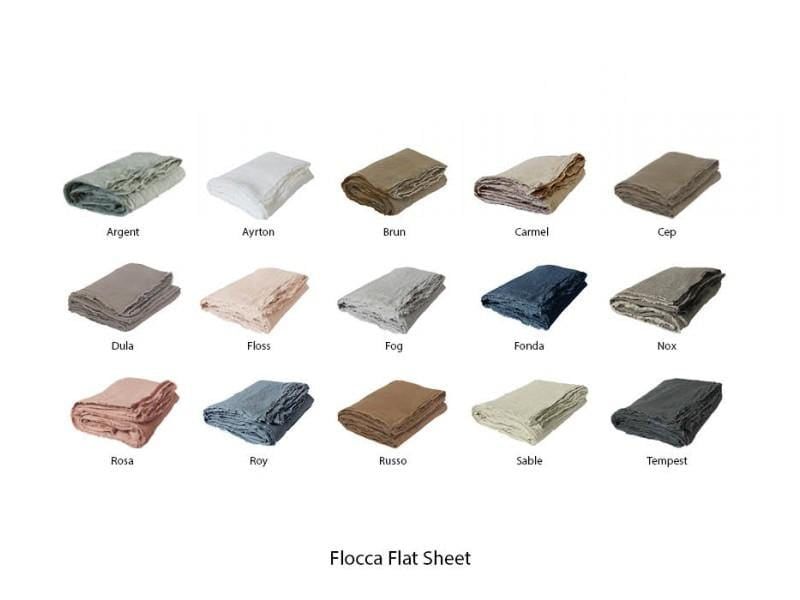 Argent
Ayrton
Brun
Carmel
Cep
Dula
Floss
Fog
Fonda
Nox
Rosa
Roy
Russo
Sable
Tempest
Flocca Flat Sheet